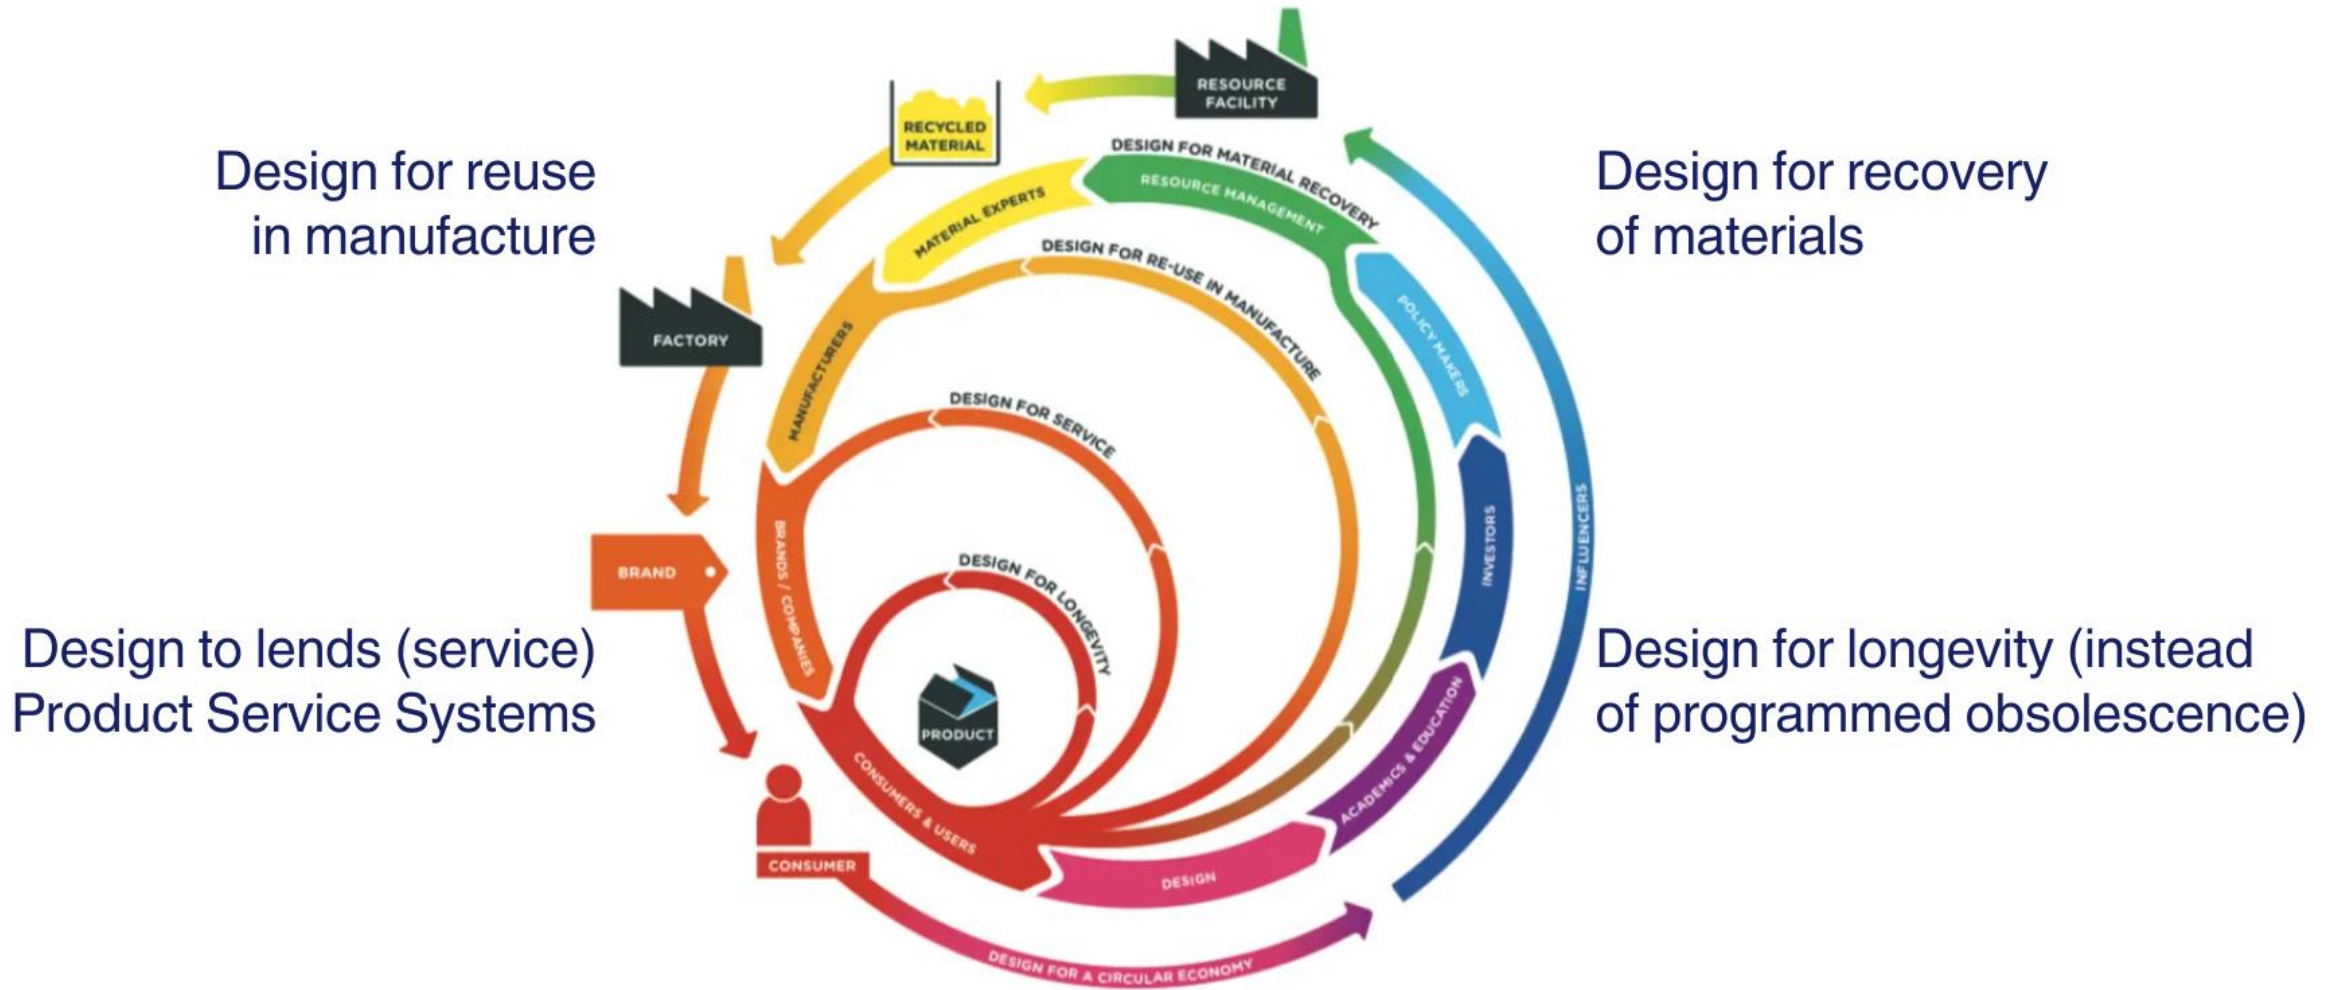 RESOURCE
FACILITY
RECYCLED
MATERIAL
Design for reuse
in manufacture
Design for recovery
of materials
DESIGN FOR MATERIAL RECOVERY
RESOURCE MANAGEMENT
MATERIAL EXPERTS
DESIGN FOR RE-USE IN MANUFACTURE
POLICY MAKERS
FACTORY
MANUFACTURERS
DESIGN FOR SERVICE
INVESTORS
INFLUENCERS
BRAND
BRANDS / COMPANIES
DESIGN FOR LONGEVITY
Design to lends (service)
Product Service Systems
Design for longevity (instead
of programmed obsolescence)
PRODUCT
ACADEMICS & EDUCATION
CONSUMERS & USERS
CONSUMER
DESIGN
DESIGN FOR A CIRCULAR ECONOMY